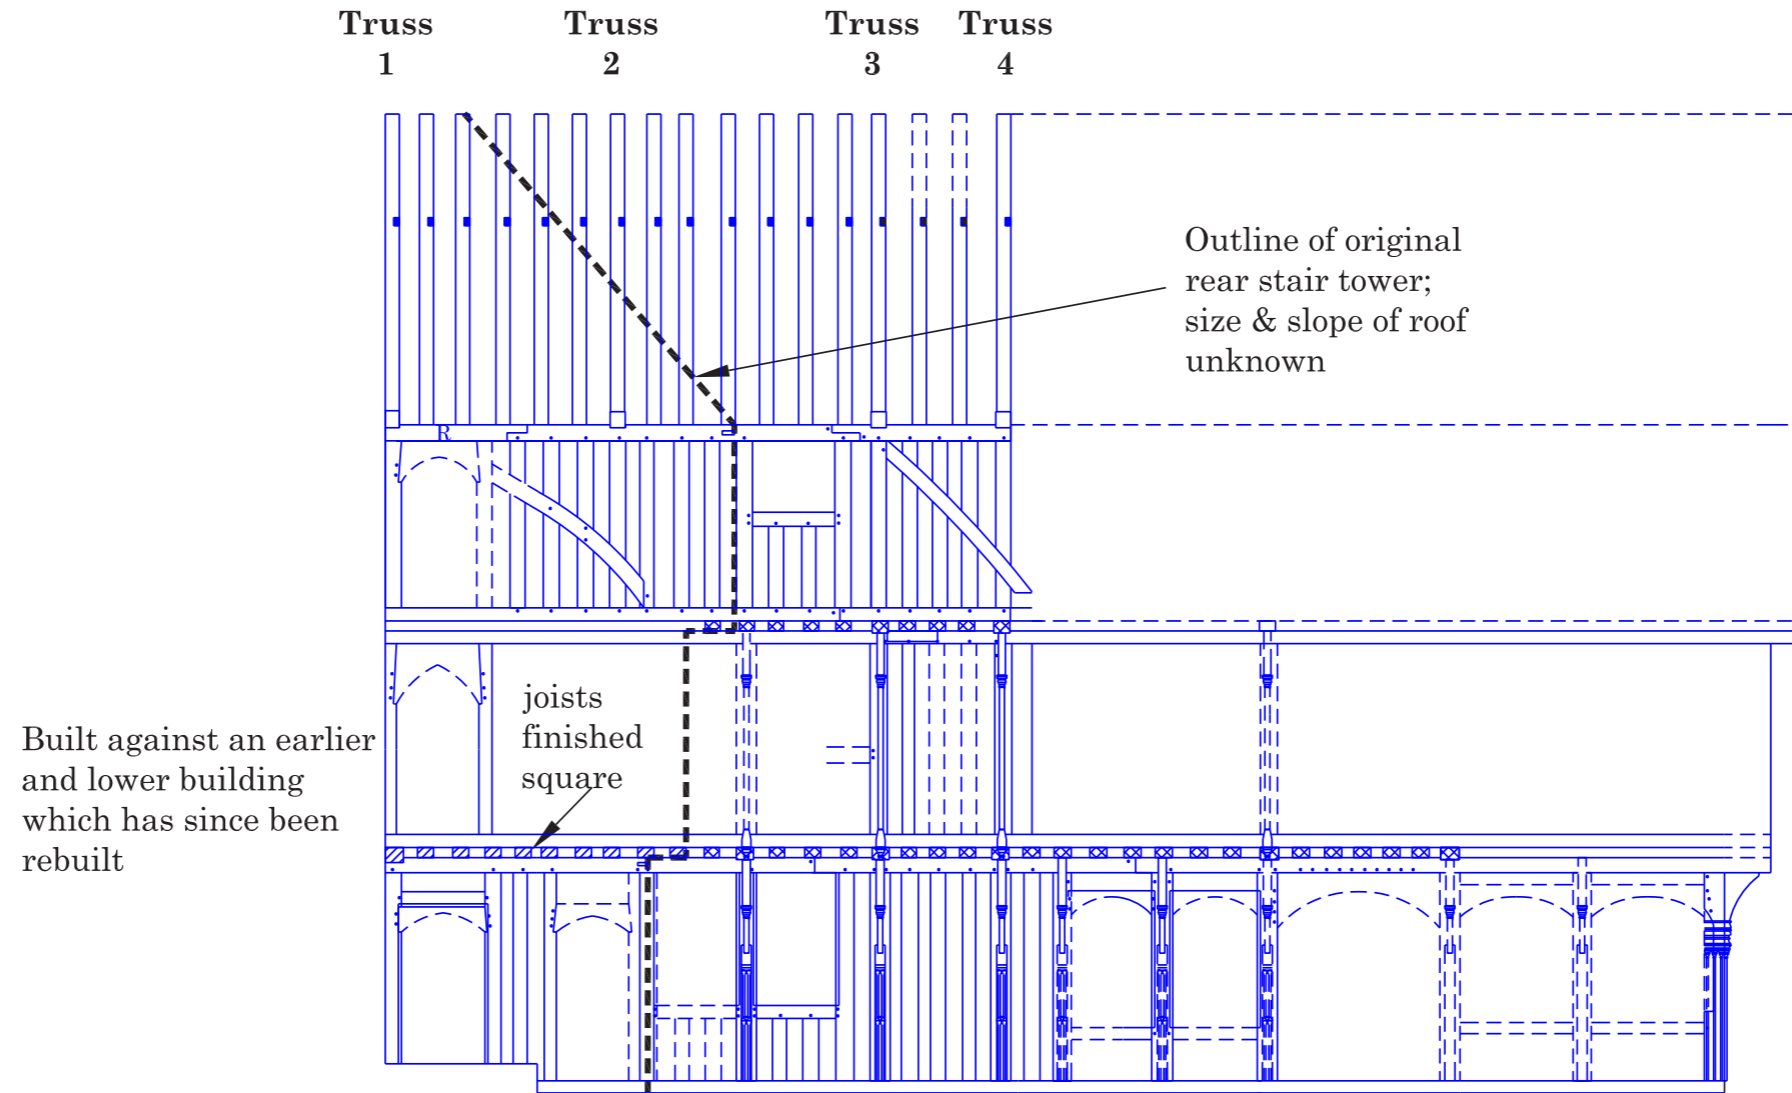 Truss Truss Truss Truss
1 2 3 4
Outline of original
rear stair tower;
size & slope of roof
unknown
R
joists
finished
square
Built against an earlier
and lower building
which has since been
rebuilt